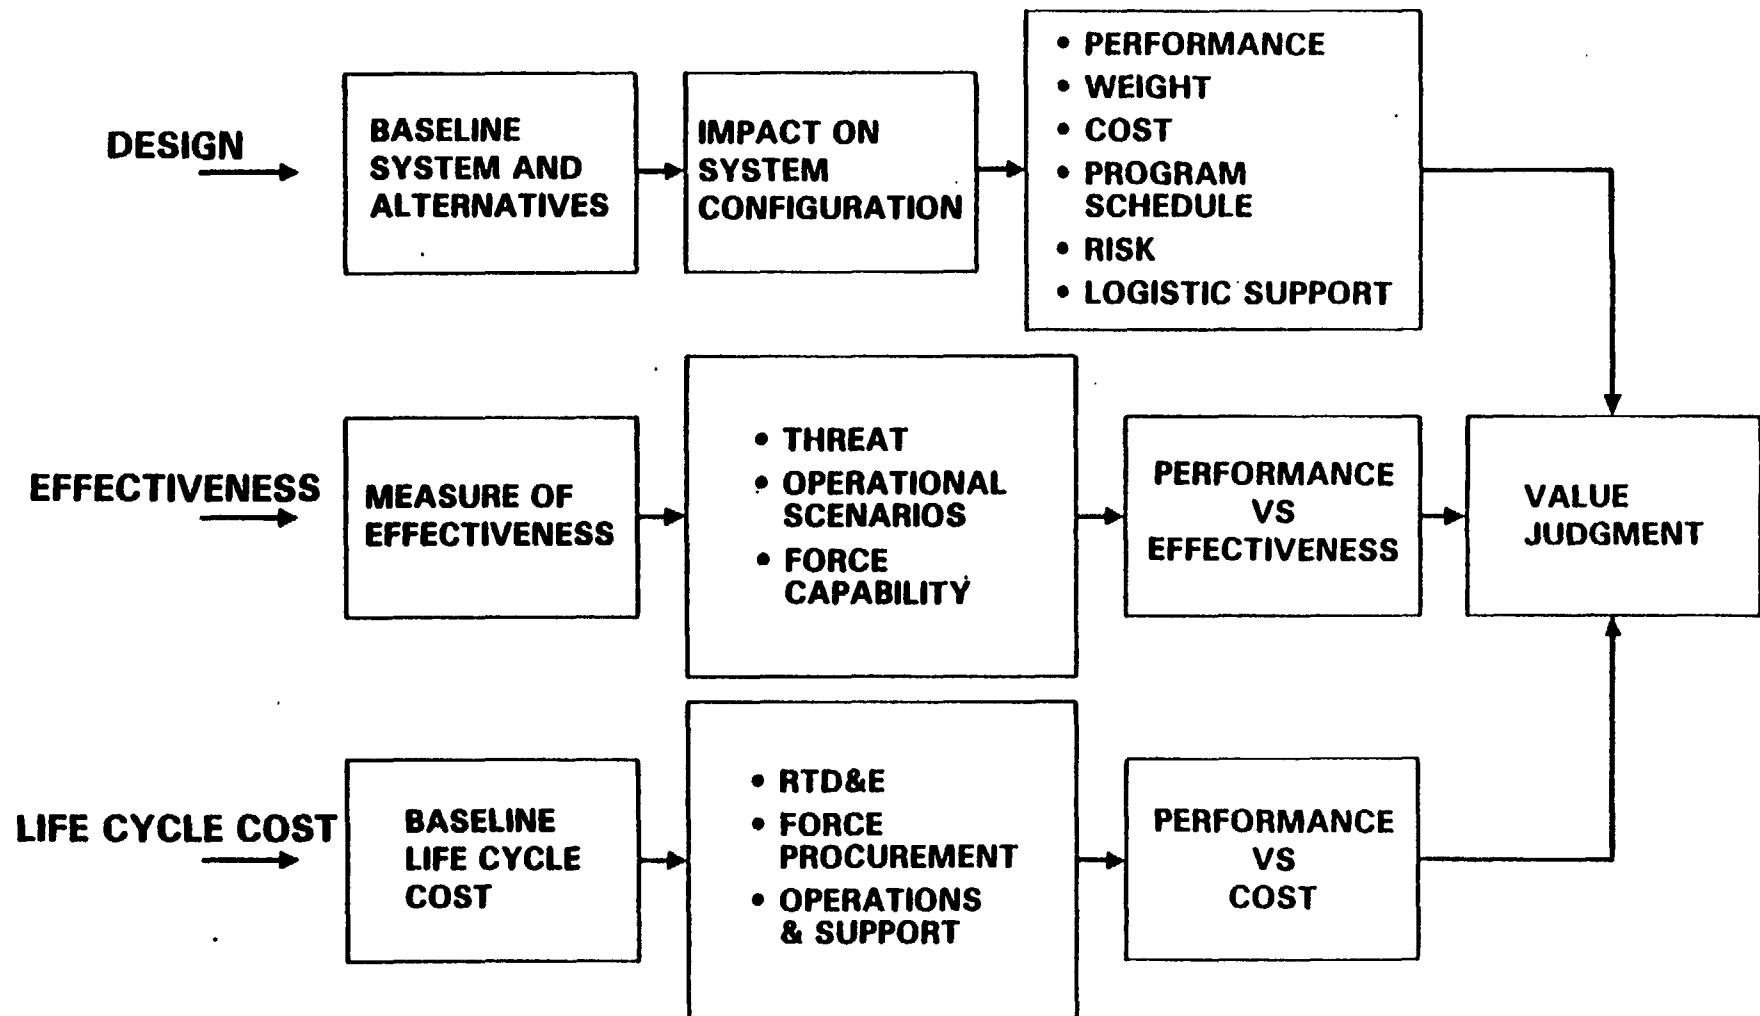 DESIGN
BASELINE
SYSTEM AND
ALTERNATIVES
IMPACT ON
SYSTEM
CONFIGURATION
• PERFORMANCE
• WEIGHT
• COST
• PROGRAM
SCHEDULE
• RISK
• LOGISTIC SUPPORT
EFFECTIVENESS
MEASURE OF
EFFECTIVENESS
• THREAT
• OPERATIONAL
SCENARIOS
• FORCE
CAPABILITY
PERFORMANCE
VS
EFFECTIVENESS
VALUE
JUDGMENT
LIFE CYCLE COST
BASELINE
LIFE CYCLE
COST
• RTD&E
• FORCE
PROCUREMENT
• OPERATIONS
& SUPPORT
PERFORMANCE
VS
COST